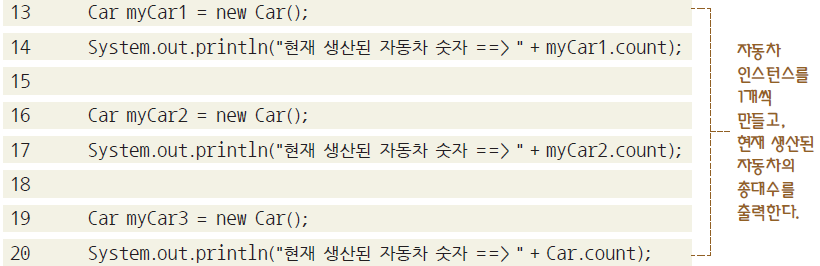 13 Car myCar1 = new Car();
14 System.out.println("현재 생산된 자동차 숫자 ==> " + myCar1.count);
15
16 Car myCar2 = new Car();
17 System.out.println("현재 생산된 자동차 숫자 ==> " + myCar2.count);
18
19 Car myCar3 = new Car();
20 System.out.println("현재 생산된 자동차 숫자 ==> " + Car.count);
자동차
인스턴스를
1개씩
만들고,
현재 생산된
자동차의
총대수를
출력한다.